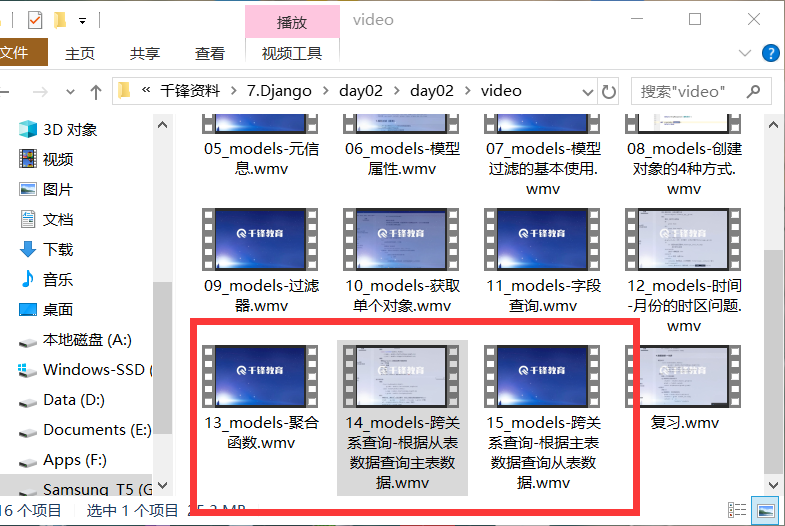 播放
video
文件
主页
共享
查看
视频工具
«
千锋资料
7.Django
day02
day02
video
搜索"video"
3D 对象
视频
图片
文档
下载
音乐
桌面
本地磁盘 (A:)
Windows-SSD (
Data (D:)
Documents (E:)
Apps (F:)
Samsung_T5 (G
05_models-元信
息.wmv
06_models-模型
属性.wmv
07_models-模型
过滤的基本使用.
wmv
08_models-创建
对象的4种方式.
wmv
千锋教育
千锋教育
千锋教育
千锋教育
09_models-过滤
器.wmv
10_models-获取
单个对象.wmv
11_models-字段
查询.wmv
12_models-时间
-月份的时区问题.
wmv
千锋教育
千锋教育
千锋教育
千锋教育
13_models-聚合
函数.wmv
14_models-跨关
系查询-根据从表
数据查询主表数
据.wmv
15_models-跨关
系查询-根据主表
数据查询从表数
据.wmv
复习.wmv
16 个项目
选中 1 个项目